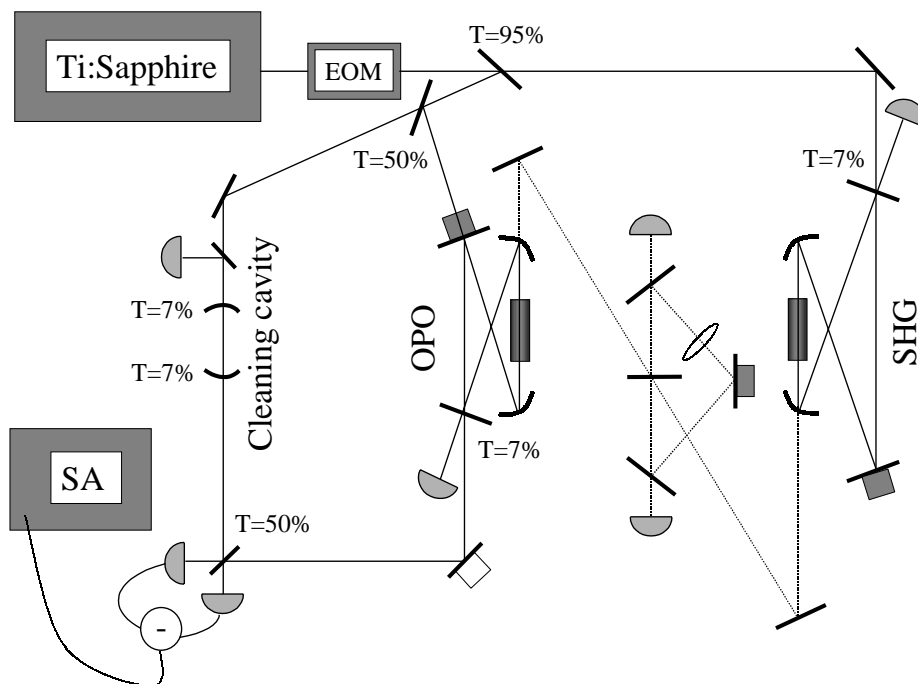 T=95%
Ti:Sapphire
EOM
T=50%
T=7%
Cleaning cavity
T=7%
OPO
SHG
T=7%
T=7%
SA
T=50%
-